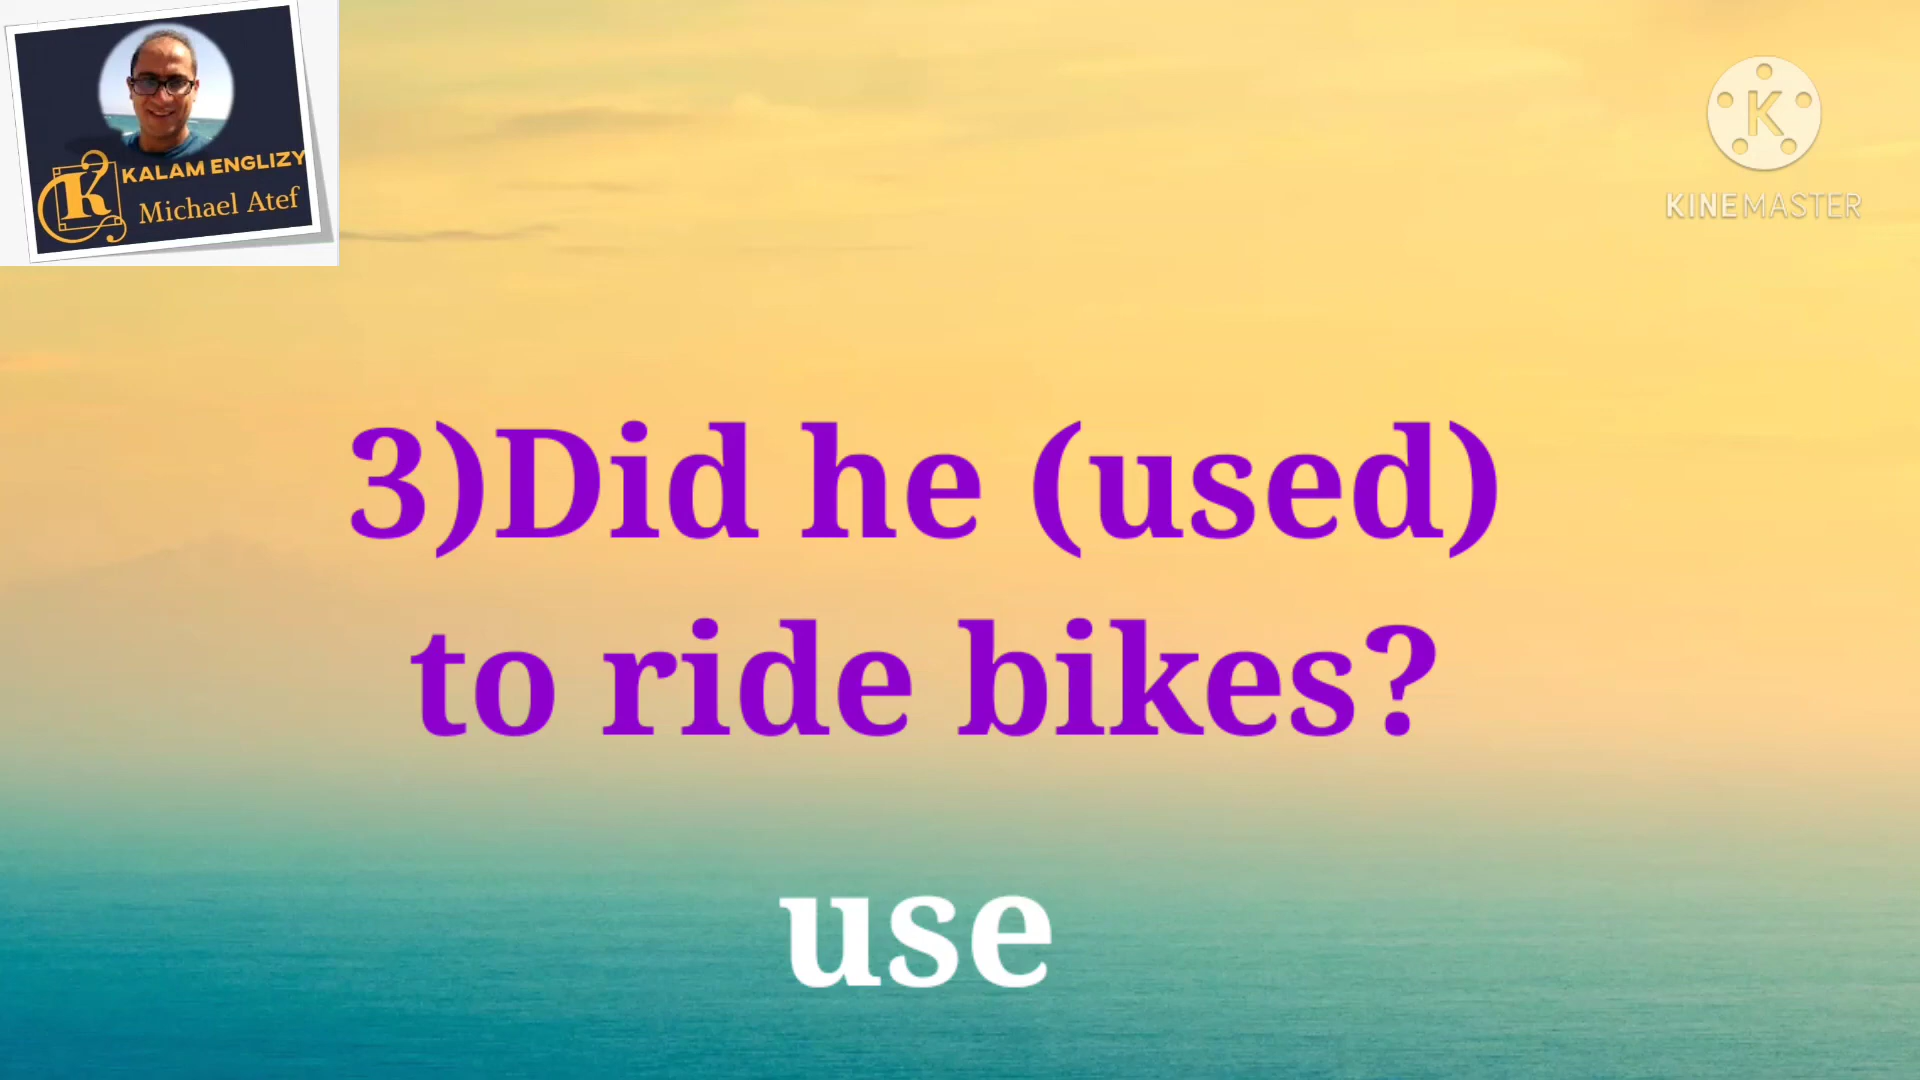 KALAM ENGLIZY
K
Michael Atef
K
KINEMASTER
3)Did he (used)
to ride bikes?
use